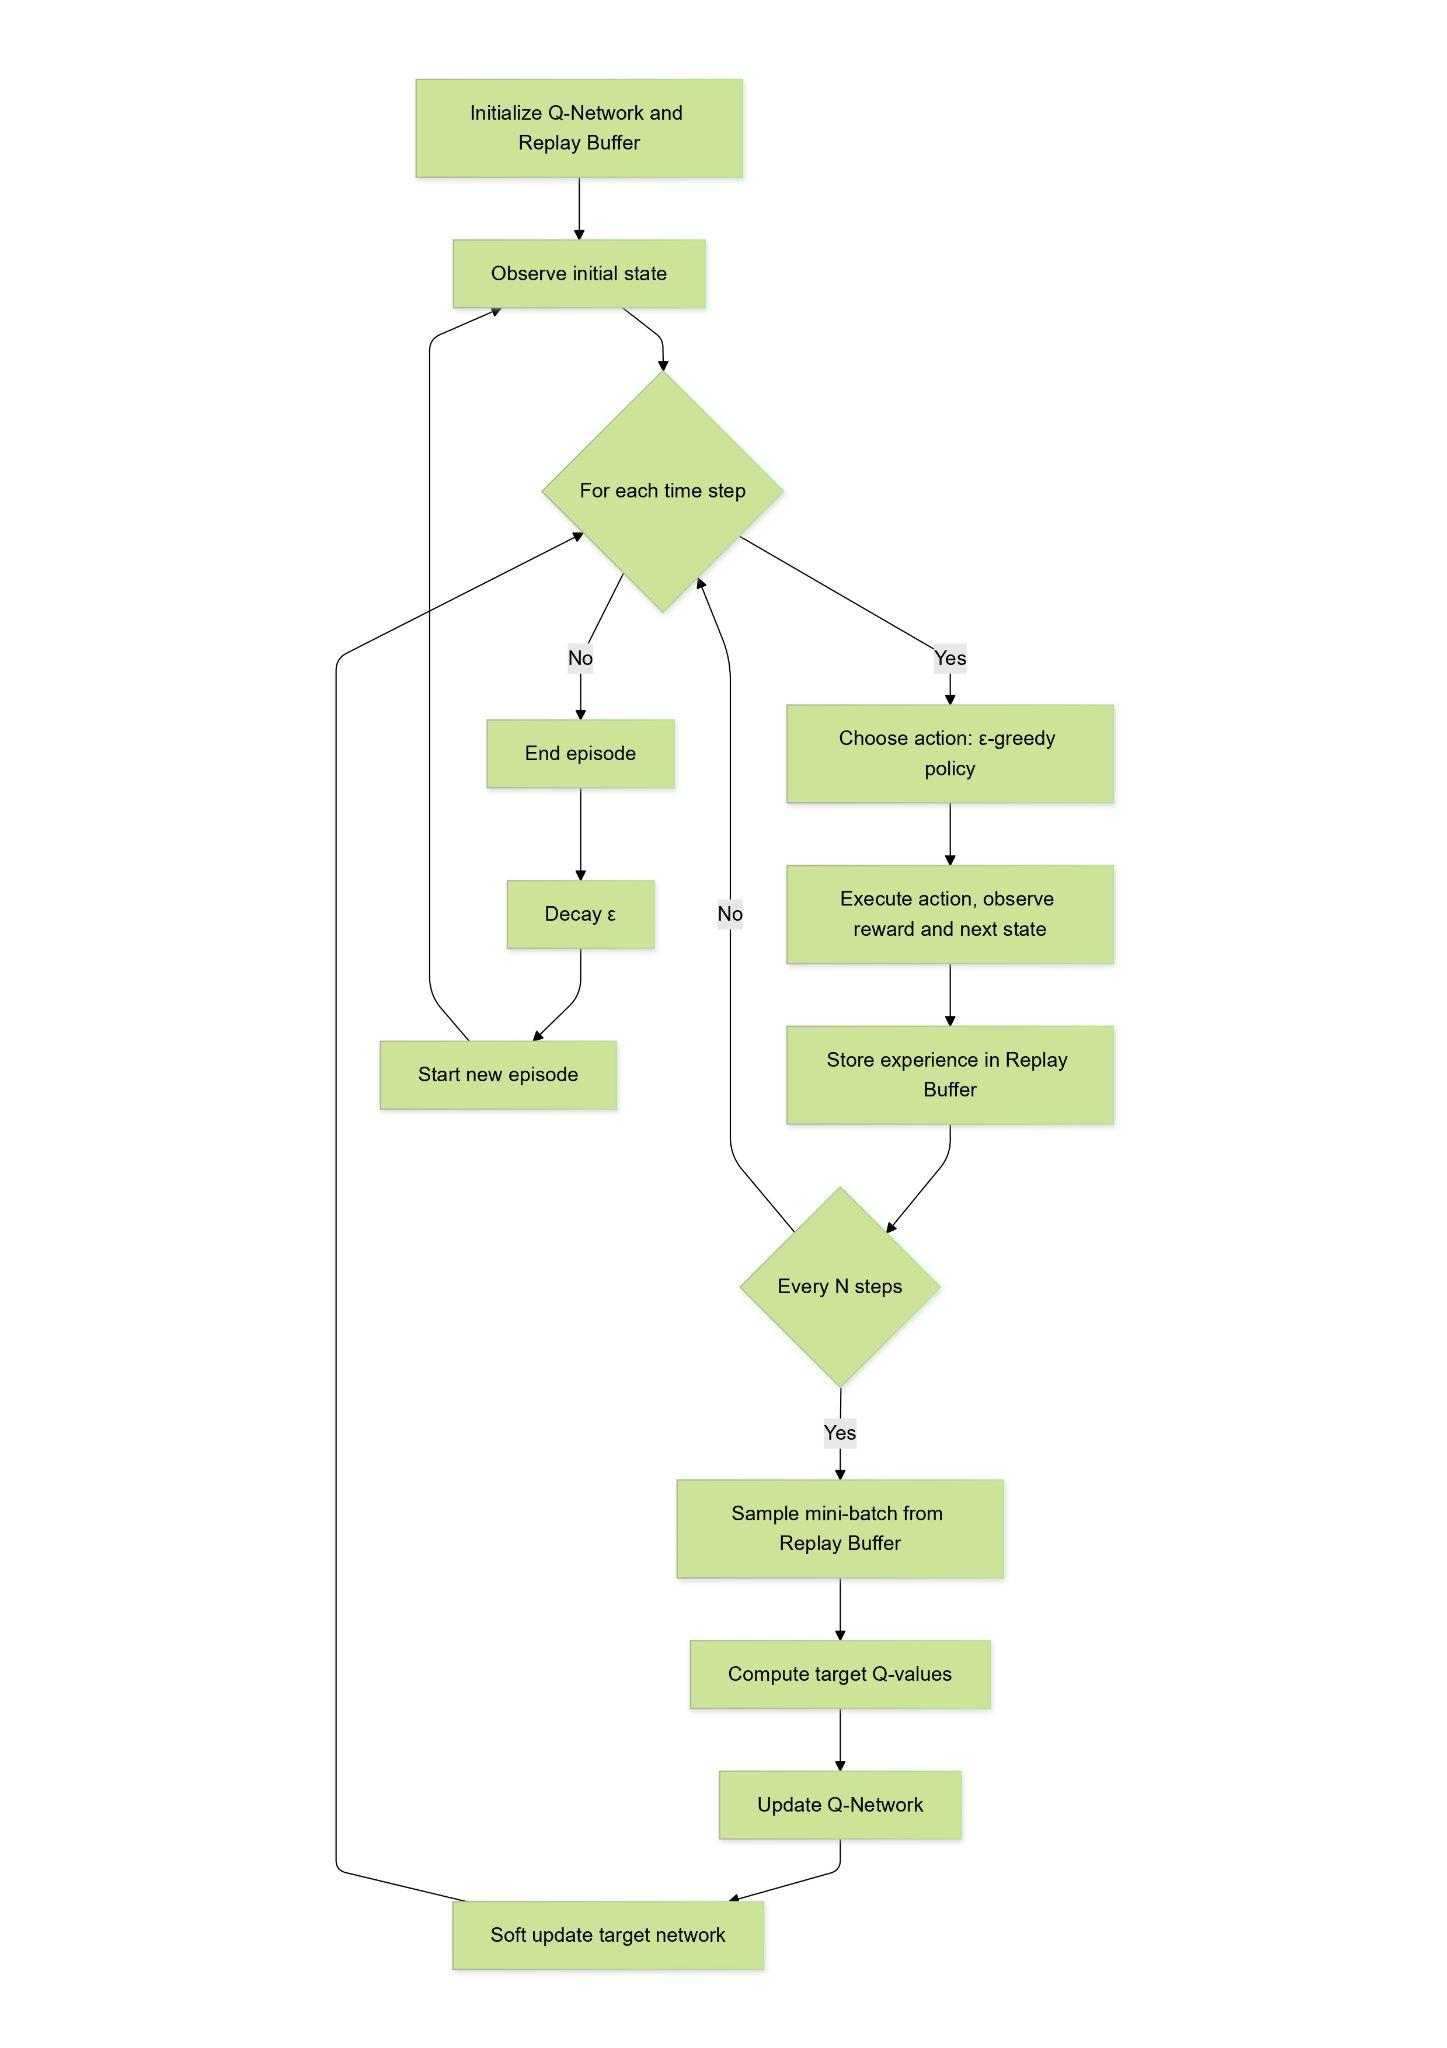 Initialize Q-Network and
Replay Buffer
Observe initial state
For each time step
No
Yes
End episode
Choose action: ε-greedy
policy
Decay ε
No
Execute action, observe
reward and next state
Start new episode
Store experience in Replay
Buffer
Every N steps
Yes
Sample mini-batch from
Replay Buffer
Compute target Q-values
Update Q-Network
Soft update target network